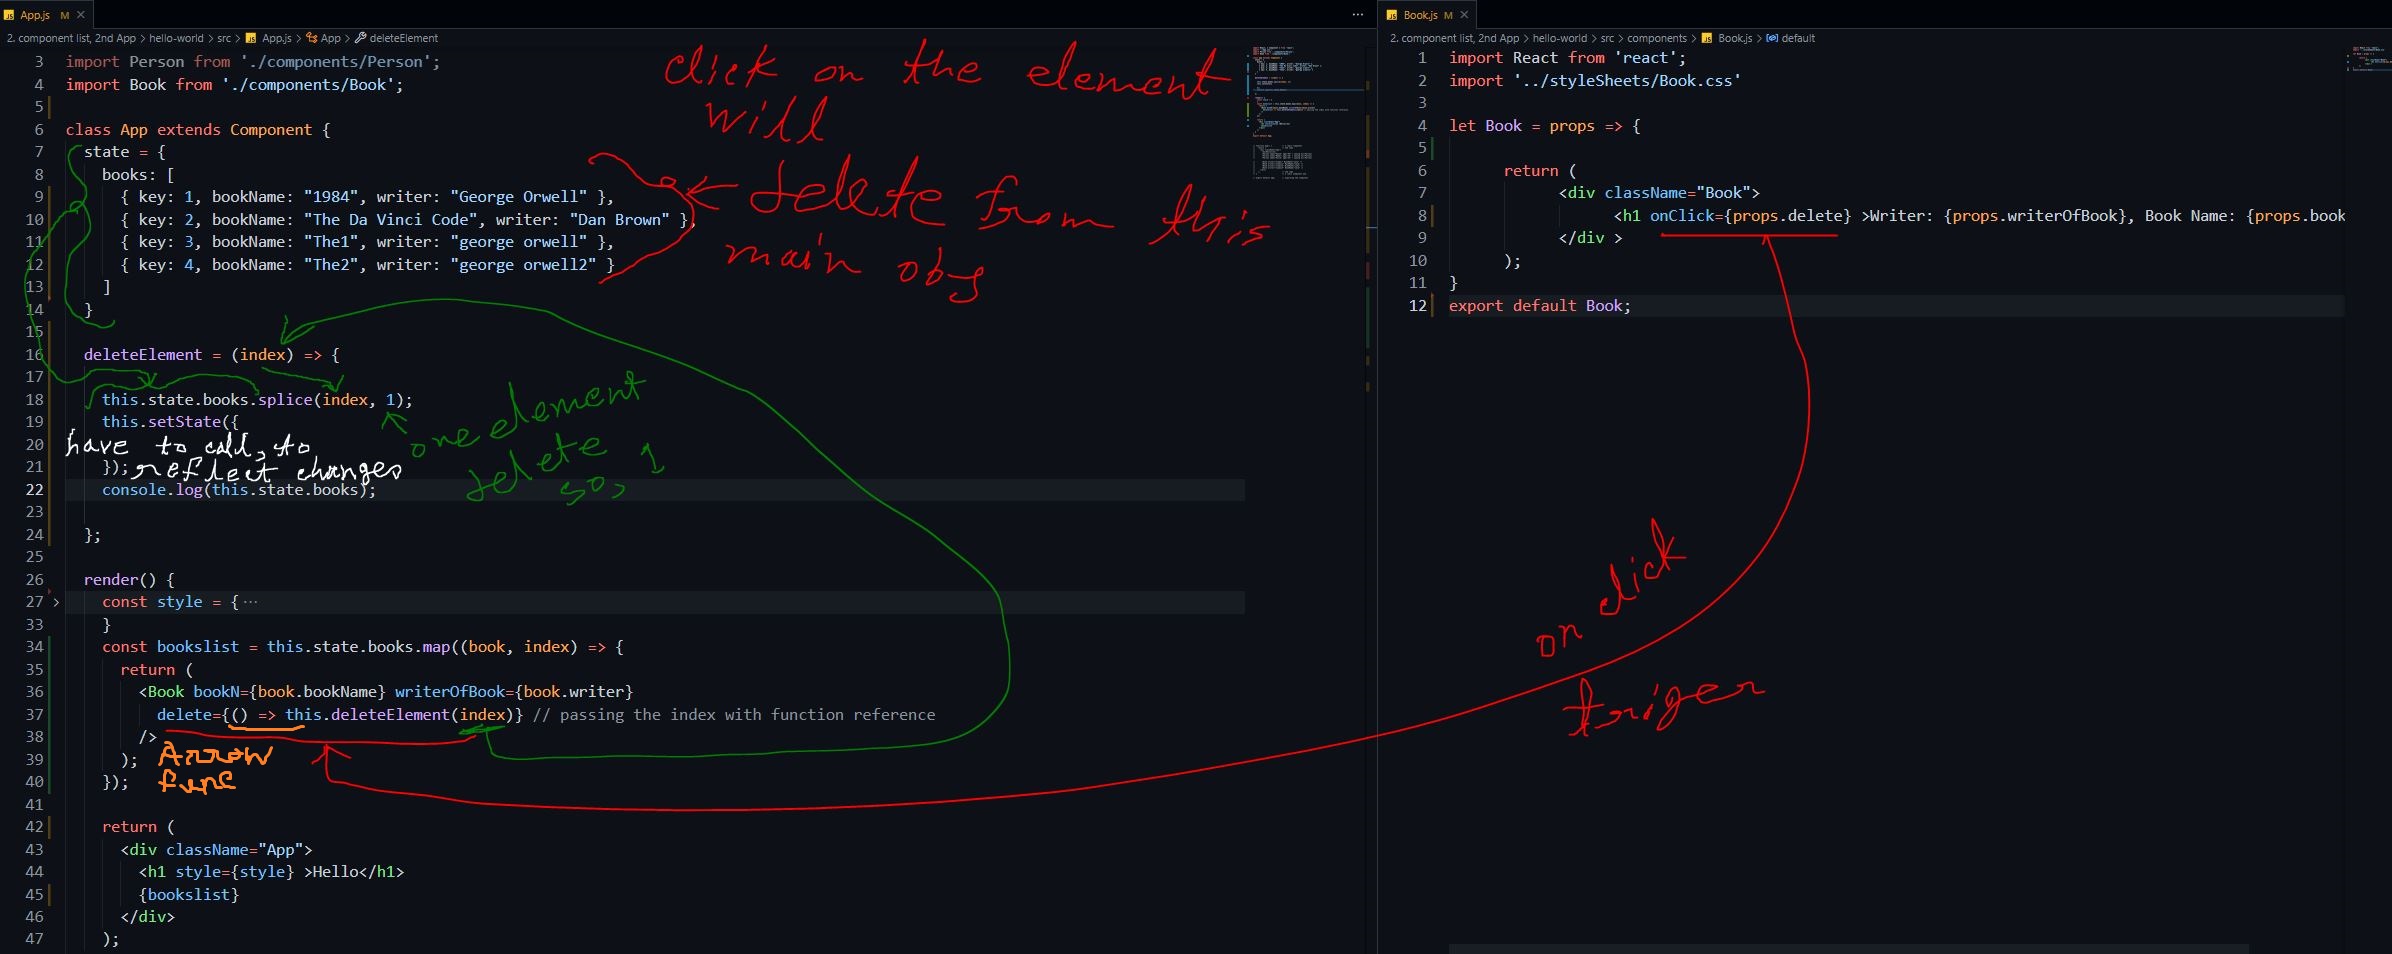 App.js M ×
2. component list, 2nd App > hello-world > src > App.js > App > deleteElement
3 import Person from './components/Person';
4 import Book from './components/Book';
5
6 class App extends Component {
7 state = {
8 books: [
9 { key: 1, bookName: "1984", writer: "George Orwell" },
10 { key: 2, bookName: "The Da Vinci Code", writer: "Dan Brown" },
11 { key: 3, bookName: "The1", writer: "george orwell" },
12 { key: 4, bookName: "The2", writer: "george orwell2" }
13 ]
14 }
15
16 deleteElement = (index) => {
17
18 this.state.books.splice(index, 1);
19 this.setState({
20
21 });
22 console.log(this.state.books);
23
24 };
25
26 render() {
27 > const style = { ···
33 }
34 const bookslist = this.state.books.map((book, index) => {
35 return (
36 <Book bookN={book.bookName} writerOfBook={book.writer}
37 delete={() => this.deleteElement(index)} // passing the index with function reference
38 />
39 );
40 });
41
42 return (
43 <div className="App">
44 <h1 style={style} >Hello</h1>
45 {bookslist}
46 </div>
47 );
click on the element
will
delete from this
main obj
one element
delete
so, 1
have to call, to
reflect changes
Arrow
func
Book.js M ×
2. component list, 2nd App > hello-world > src > components > Book.js > default
1 import React from 'react';
2 import '../styleSheets/Book.css'
3
4 let Book = props => {
5
6 return (
7 <div className="Book">
8 <h1 onClick={props.delete} >Writer: {props.writerOfBook}, Book Name: {props.book
9 </div >
10 );
11 }
12 export default Book;
on click
triger